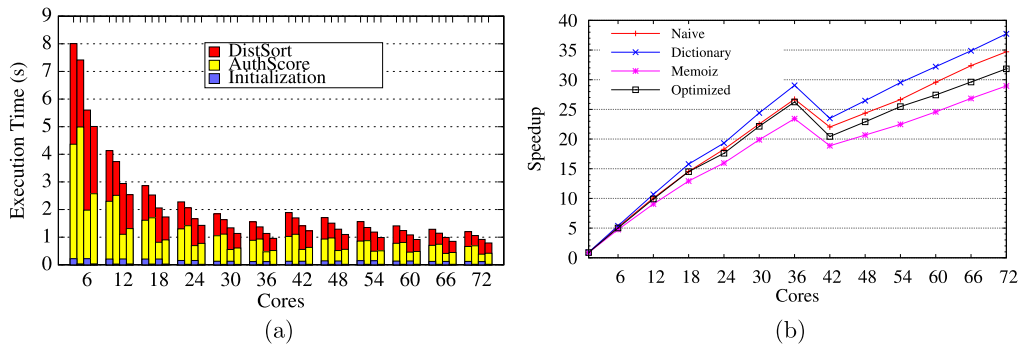 9
8
7
6
5
4
3
2
1
0
Execution Time (s)
DistSort
AuthScore
Initialization
6 12 18 24 30 36 42 48 54 60 66 72
Cores
(a)
40
35
30
25
20
15
10
5
0
Speedup
Naive
Dictionary
Memoiz
Optimized
6 12 18 24 30 36 42 48 54 60 66 72
Cores
(b)